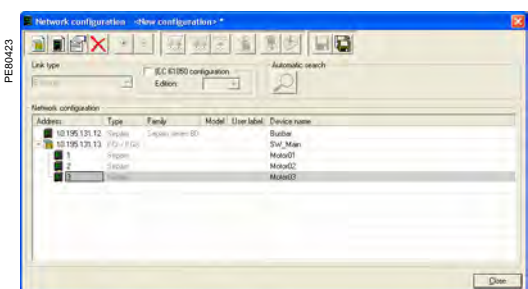 Network configuration <New configuration> *
PE80423
Link type
IEC 61850 configuration
Automatic search
Ethernet
Edition:
Network configuration
Address Type Family Model User label Device name
10.195.131.12 Sepam Sepam series 80 Busbar
10.195.131.13 SW_Main
1 Sepam Motor01
2 Sepam Motor02
3 Sepam Motor03
Close